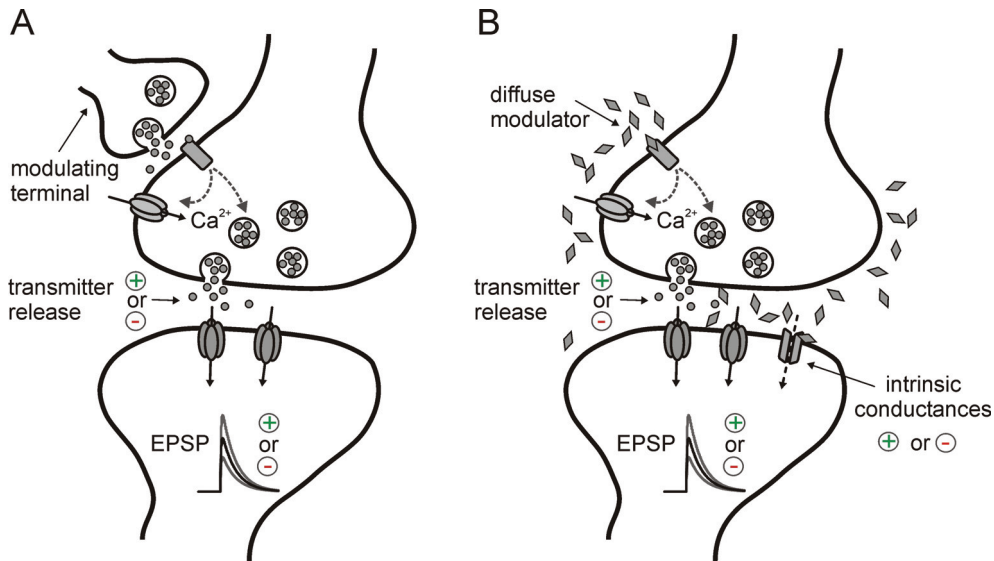 A
modulating
terminal
Ca²⁺
transmitter
release
+
or
-
EPSP
+
or
-
B
diffuse
modulator
Ca²⁺
transmitter
release
+
or
-
intrinsic
conductances
+ or -
EPSP
+
or
-